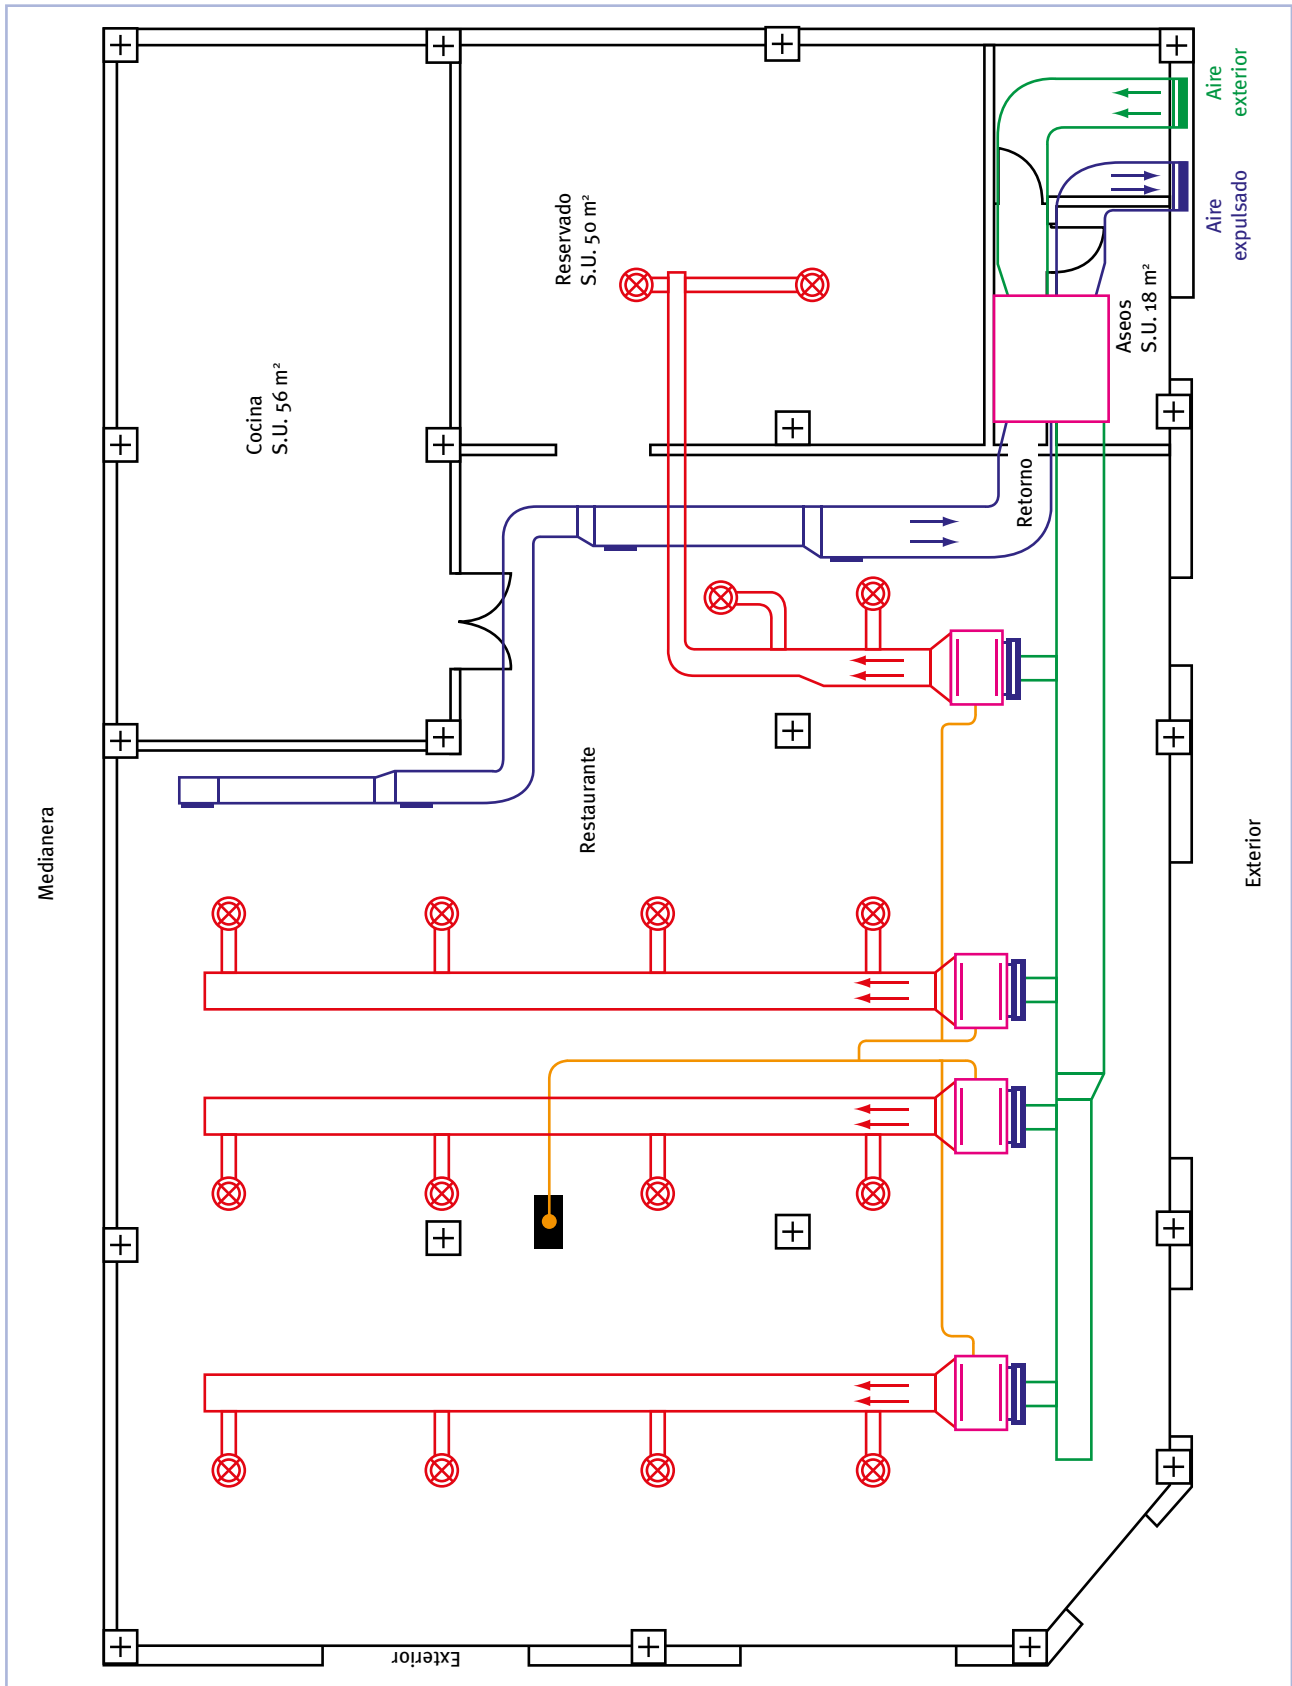 Aire
exterior
Aire
expulsado
Reservado
S.U. 50 m²
Cocina
S.U. 56 m²
Aseos
S.U. 18 m²
Retorno
Restaurante
Medianera
Exterior
Exterior